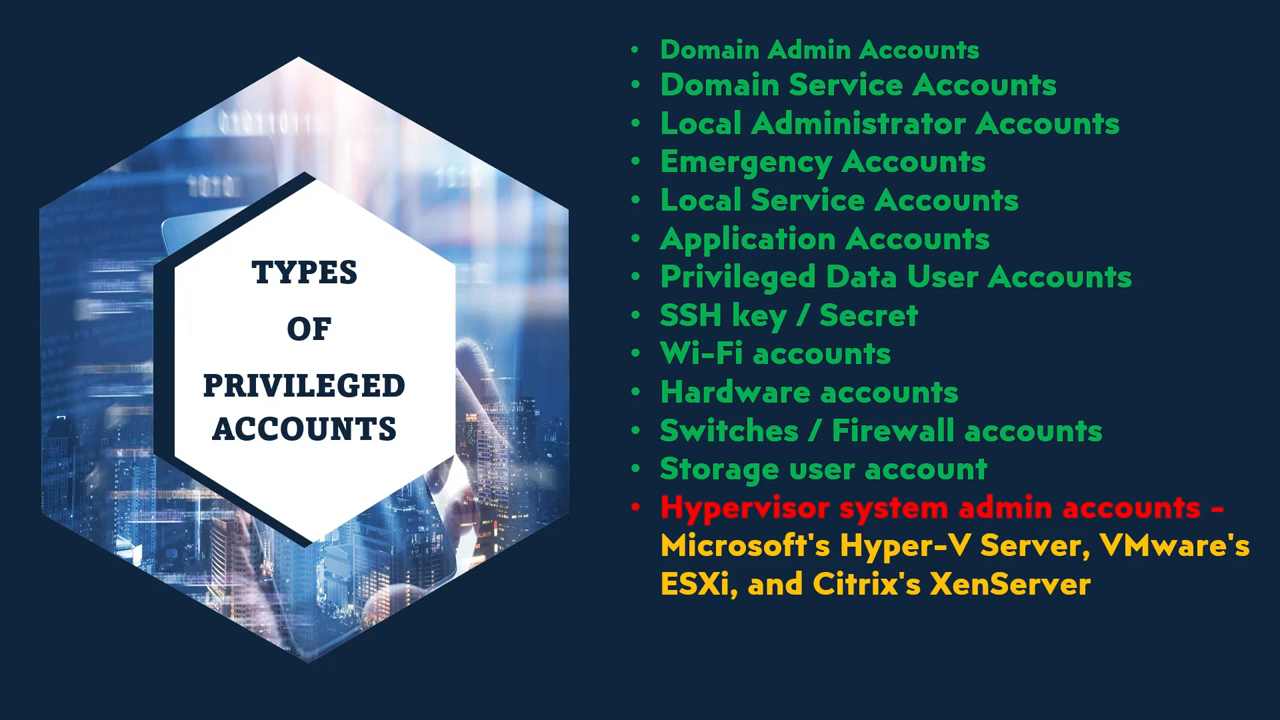 TYPES
OF
PRIVILEGED
ACCOUNTS
• Domain Admin Accounts
• Domain Service Accounts
• Local Administrator Accounts
• Emergency Accounts
• Local Service Accounts
• Application Accounts
• Privileged Data User Accounts
• SSH key / Secret
• Wi-Fi accounts
• Hardware accounts
• Switches / Firewall accounts
• Storage user account
• Hypervisor system admin accounts -
Microsoft's Hyper-V Server, VMware's
ESXi, and Citrix's XenServer